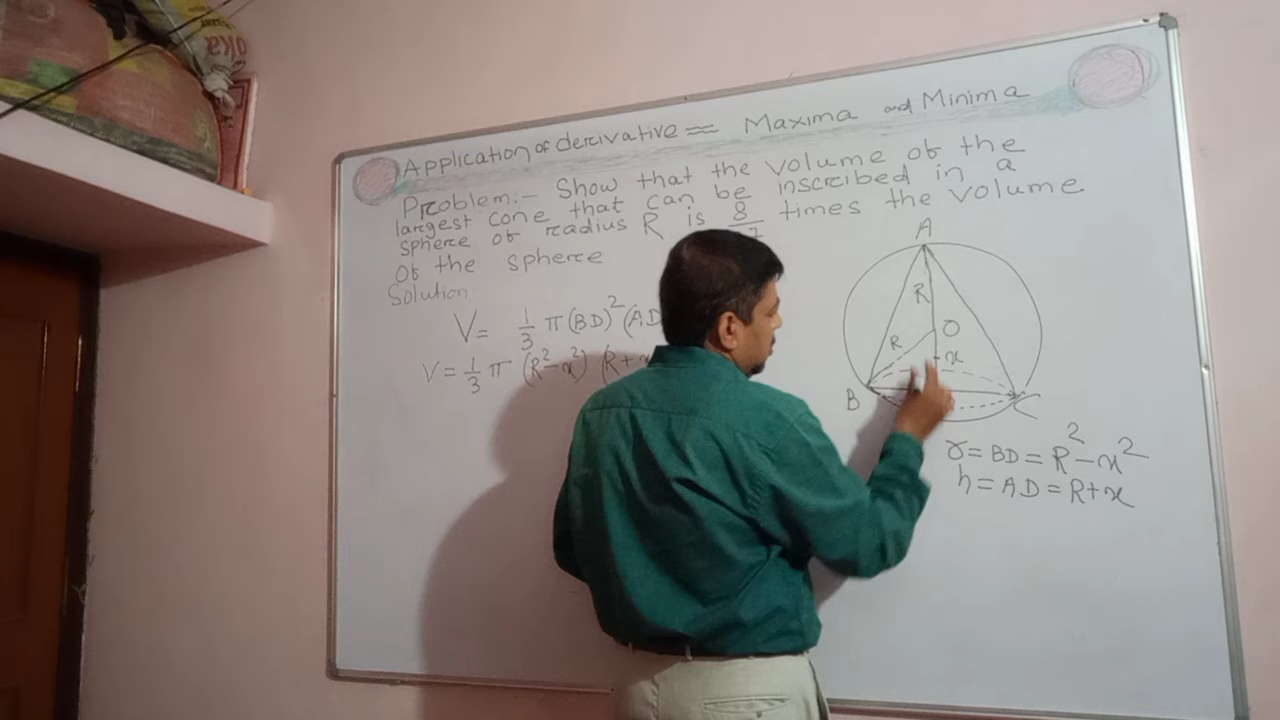 Application of derivative = Maxima and Minima
Problem:- Show that the volume of the
largest cone that can be inscribed in a
sphere of radius R is 8/ 7 times the volume
of the sphere
Solution
V= 1/3 π(BD)² (AD
V = 1/3 π (R²-x²) (R+x
A
R
R
O
x
B
C
r = BD = R²-x²
h = AD = R+x